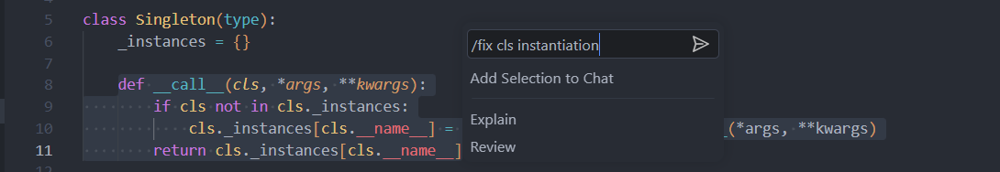 4
5 class Singleton(type):
6 _instances = {}
7
8 def __call__(cls, *args, **kwargs):
9 if cls not in cls._instances:
10 cls._instances[cls.__name__] = _(*args, **kwargs)
11 return cls._instances[cls.__name__]
12
/fix cls instantiation
Add Selection to Chat
Explain
Review